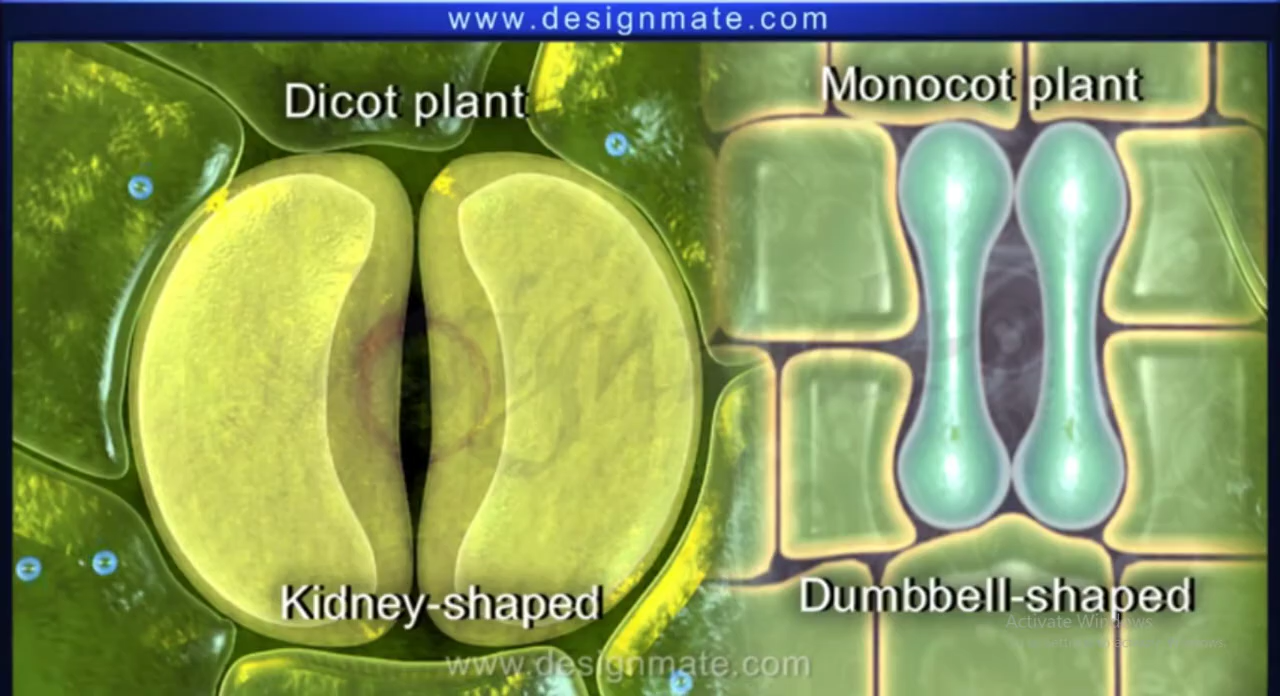 www.designmate.com
Dicot plant
Monocot plant
Kidney-shaped
Dumbbell-shaped
Activate Windows
www.designmate.com